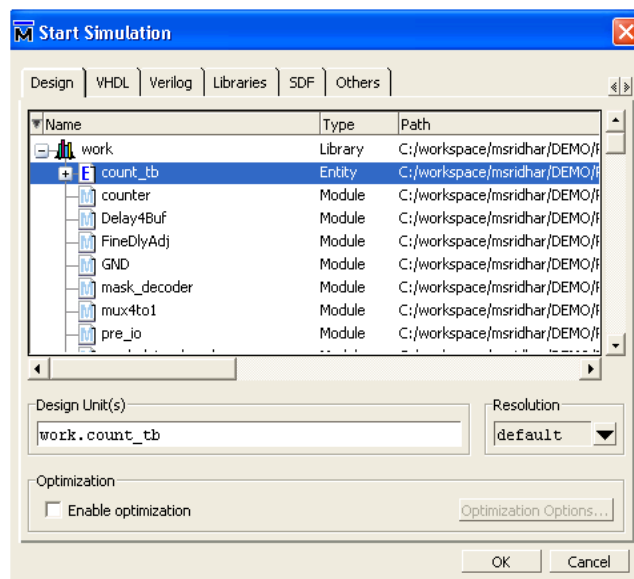 Start Simulation
Design VHDL Verilog Libraries SDF Others
Name Type Path
work Library C:/workspace/msridhar/DEMO/F
count_tb Entity C:/workspace/msridhar/DEMO/F
counter Module C:/workspace/msridhar/DEMO/F
Delay4Buf Module C:/workspace/msridhar/DEMO/F
FineDlyAdj Module C:/workspace/msridhar/DEMO/F
GND Module C:/workspace/msridhar/DEMO/F
mask_decoder Module C:/workspace/msridhar/DEMO/F
mux4to1 Module C:/workspace/msridhar/DEMO/F
pre_io Module C:/workspace/msridhar/DEMO/F
Design Unit(s) Resolution
work.count_tb default
Optimization
Enable optimization Optimization Options...
OK Cancel